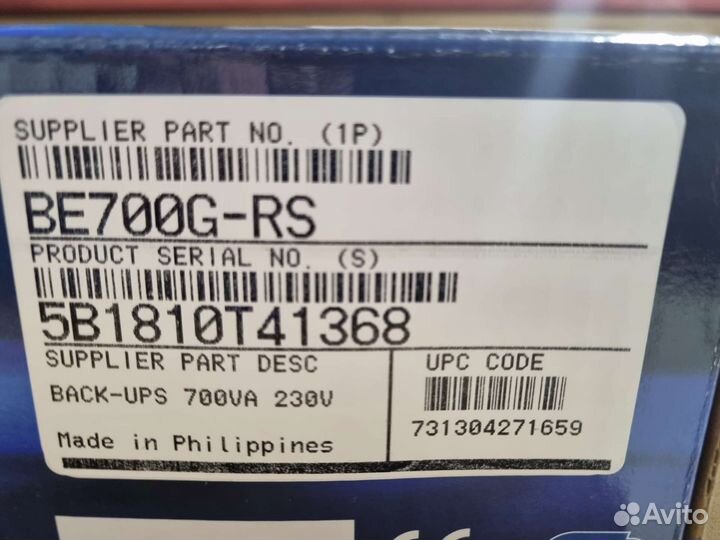 SUPPLIER PART NO. (1P)
BE700G-RS
PRODUCT SERIAL NO. (S)
5B1810T41368
SUPPLIER PART DESC
BACK-UPS 700VA 230V
Made in Philippines
UPC CODE
731304271659
Avito